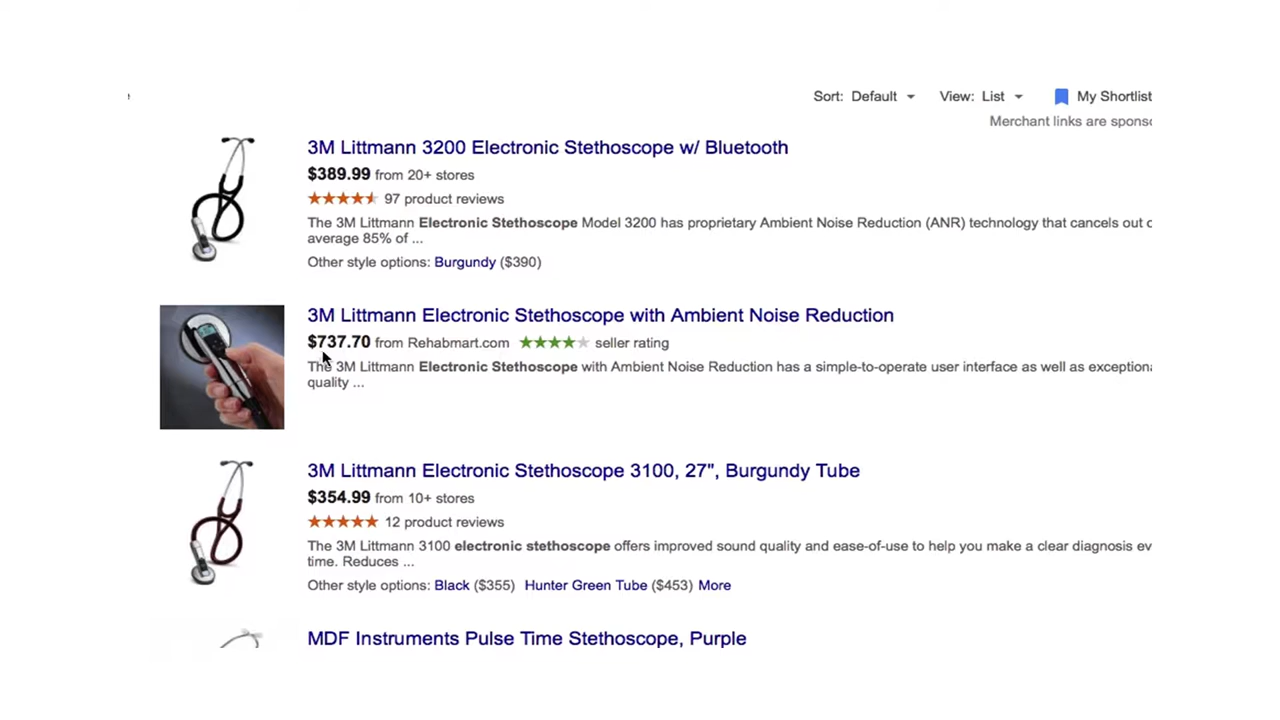 Sort: Default View: List My Shortlist
Merchant links are
3M Littmann 3200 Electronic Stethoscope w/ Bluetooth
$389.99 from 20+ stores
97 product reviews
The 3M Littmann Electronic Stethoscope Model 3200 has proprietary Ambient Noise Reduction (ANR) technology that cancels out
average 85% of ...
Other style options: Burgundy ($390)
3M Littmann Electronic Stethoscope with Ambient Noise Reduction
$737.70 from Rehabmart.com seller rating
The 3M Littmann Electronic Stethoscope with Ambient Noise Reduction has a simple-to-operate user interface as well as
quality ...
3M Littmann Electronic Stethoscope 3100, 27", Burgundy Tube
$354.99 from 10+ stores
12 product reviews
The 3M Littmann 3100 electronic stethoscope offers improved sound quality and ease-of-use to help you make a clear diagnosis
time. Reduces ...
Other style options: Black ($355) Hunter Green Tube ($453) More
MDF Instruments Pulse Time Stethoscope, Purple